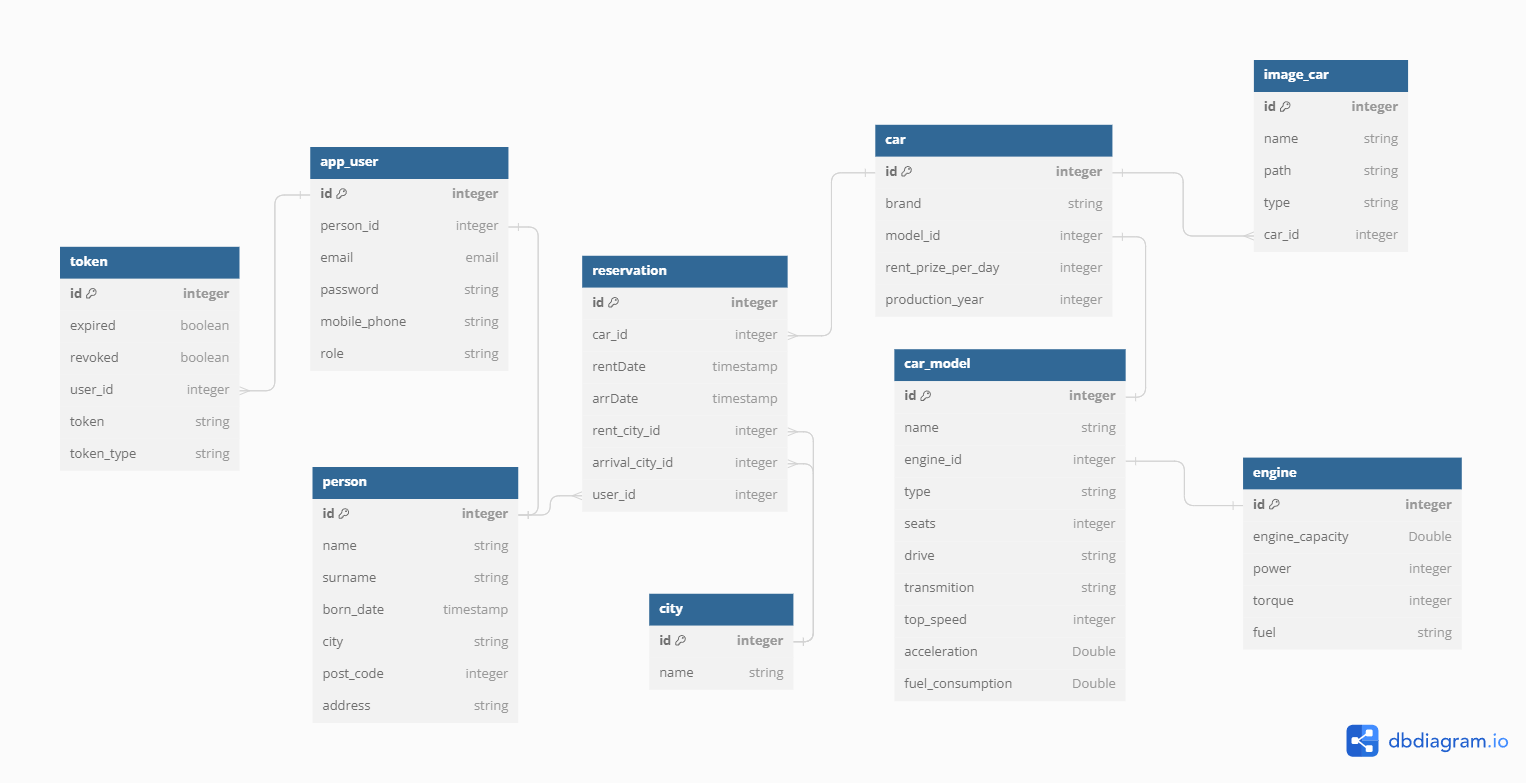 token
id integer
expired boolean
revoked boolean
user_id integer
token string
token_type string
app_user
id integer
person_id integer
email email
password string
mobile_phone string
role string
person
id integer
name string
surname string
born_date timestamp
city string
post_code integer
address string
reservation
id integer
car_id integer
rentDate timestamp
arrDate timestamp
rent_city_id integer
arrival_city_id integer
user_id integer
city
id integer
name string
car
id integer
brand string
model_id integer
rent_prize_per_day integer
production_year integer
car_model
id integer
name string
engine_id integer
type string
seats integer
drive string
transmition string
top_speed integer
acceleration Double
fuel_consumption Double
image_car
id integer
name string
path string
type string
car_id integer
engine
id integer
engine_capacity Double
power integer
torque integer
fuel string
dbdiagram.io